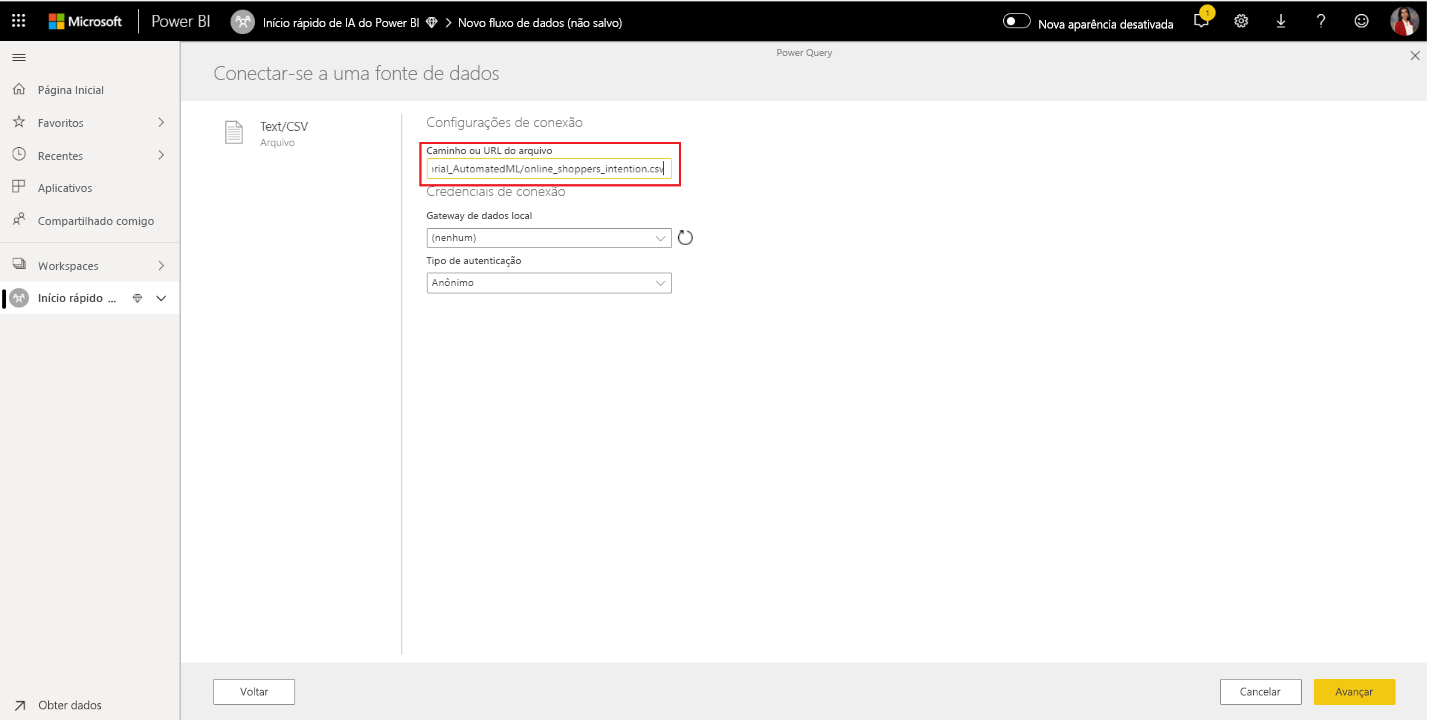 Microsoft Power BI Início rápido de IA do Power BI > Novo fluxo de dados (não salvo) Nova aparência desativada 1
Power Query
Conectar-se a uma fonte de dados
Página Inicial
Favoritos
Recentes
Aplicativos
Compartilhado comigo
Workspaces
Início rápido ...
Obter dados
Text/CSV
Arquivo
Configurações de conexão
Caminho ou URL do arquivo
rial_AutomatedML/online_shoppers_intention.csv
Credenciais de conexão
Gateway de dados local
(nenhum)
Tipo de autenticação
Anônimo
Voltar
Cancelar
Avançar